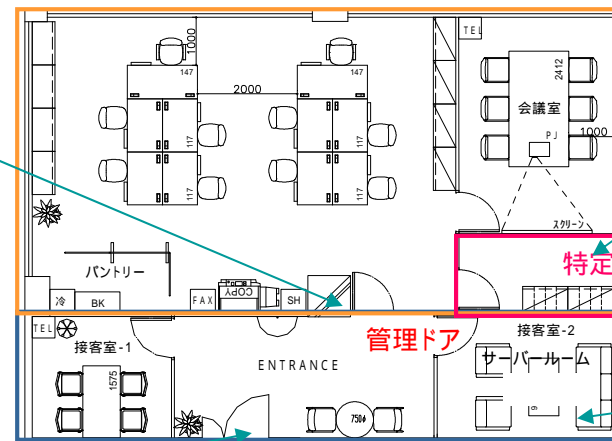 TEL
1000
147
147
2412
2000
会議室
117
117
PJ
1000
117
117
スクリーン
特定
パントリー
冷
BK
FAX
COPY
SH
TEL
管理ドア
接客室-2
接客室-1
ENTRANCE
サーバールーム
1575
750φ
9